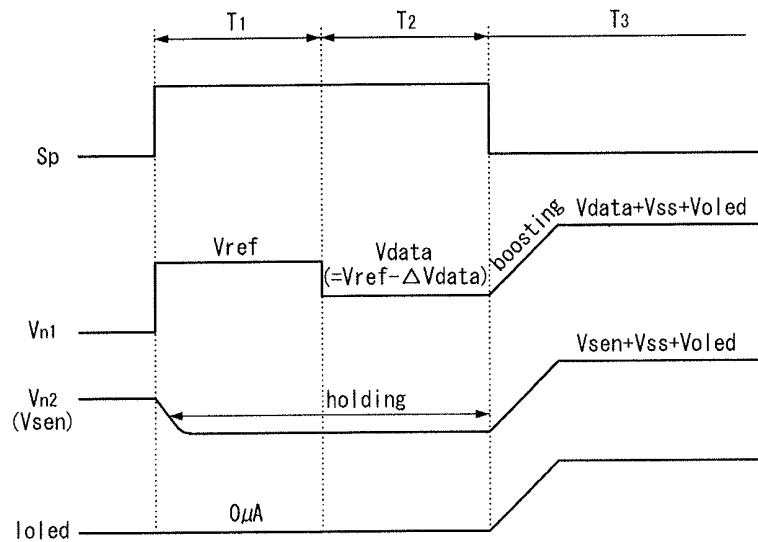 T1 T2 T3
Sp
Vref
Vdata
(=Vref-ΔVdata)
boosting
Vdata+Vss+Voled
Vn1
Vsen+Vss+Voled
Vn2
(Vsen)
holding
Ioled
0μA